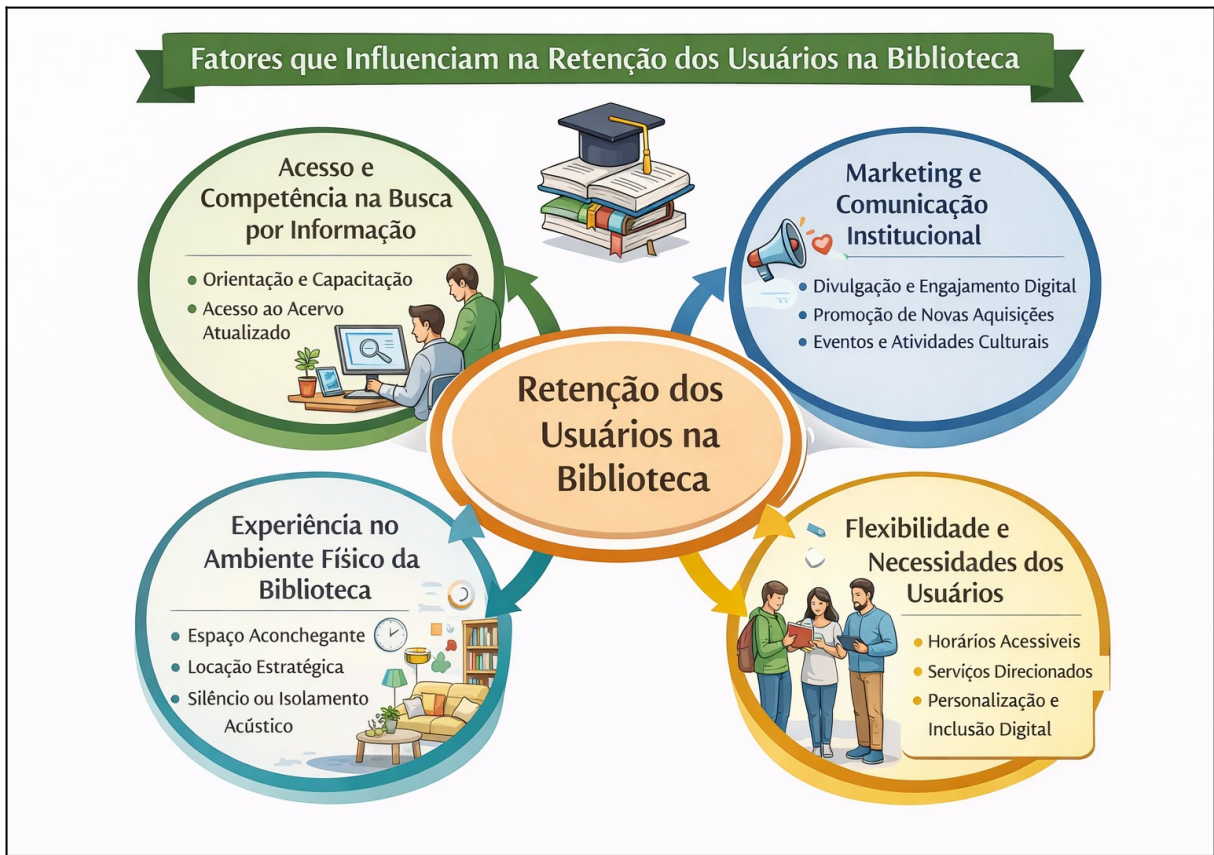 Fatores que Influenciam na Retenção dos Usuários na Biblioteca
Acesso e
Competência na Busca
por Informação
• Orientação e Capacitação
• Acesso ao Acervo
Atualizado
Marketing e
Comunicação
Institucional
• Divulgação e Engajamento Digital
• Promoção de Novas Aquisições
• Eventos e Atividades Culturais
Retenção dos
Usuários na
Biblioteca
Experiência no
Ambiente Físico da
Biblioteca
• Espaço Aconchegante
• Locação Estratégica
• Silêncio ou Isolamento
Acústico
Flexibilidade e
Necessidades dos
Usuários
• Horários Acessiveis
• Serviços Direcionados
• Personalização e
Inclusão Digital